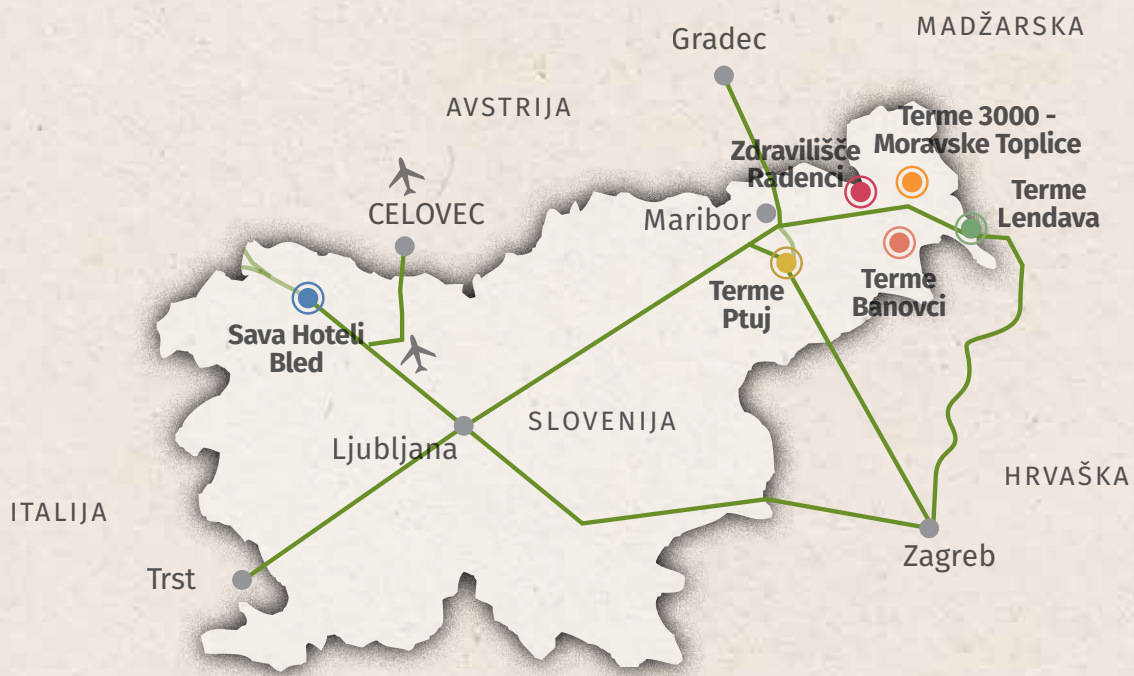 MADŽARSKA
Gradec
AVSTRIJA
Terme 3000 -
Moravske Toplice
Zdravilišče
Radenci
Terme
Lendava
CELOVEC
Maribor
Terme
Banovci
Terme
Ptuj
Sava Hoteli
Bled
SLOVENIJA
Ljubljana
HRVAŠKA
ITALIJA
Zagreb
Trst